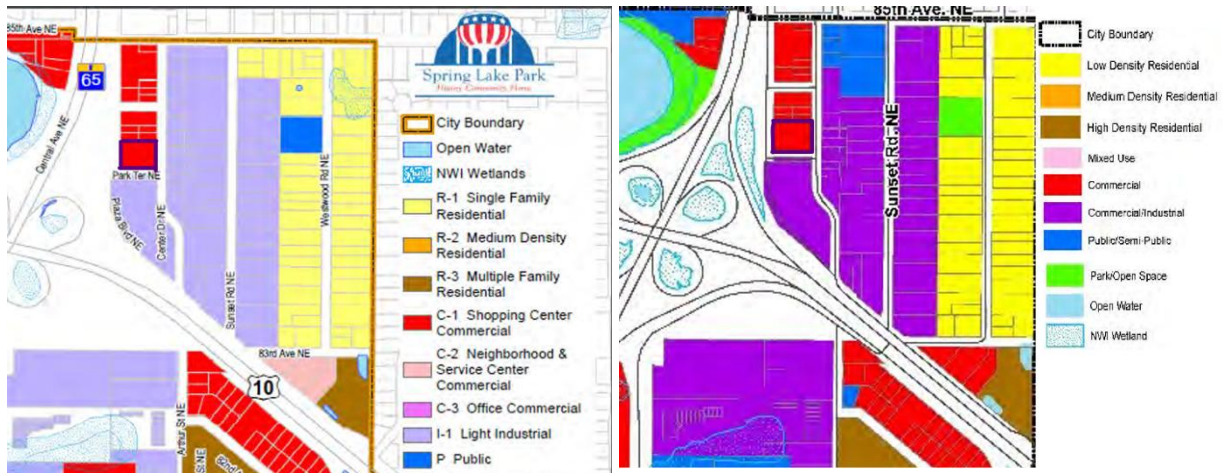 85th Ave NE
65
Central Ave NE
Park Ter NE
Plaza Blvd NE
Center Dr NE
Sunset Rd NE
Westwood Rd NE
83rd Ave NE
10
Arthur St NE
St NE
Spring Lake Park
City Boundary
Open Water
NWI Wetlands
R-1 Single Family
Residential
R-2 Medium Density
Residential
R-3 Multiple Family
Residential
C-1 Shopping Center
Commercial
C-2 Neighborhood &
Service Center
Commercial
C-3 Office Commercial
I-1 Light Industrial
P Public
85th Ave. NE
Sunset Rd. NE
City Boundary
Low Density Residential
Medium Density Residential
High Density Residential
Mixed Use
Commercial
Commercial/Industrial
Public/Semi-Public
Park/Open Space
Open Water
NWI Wetland